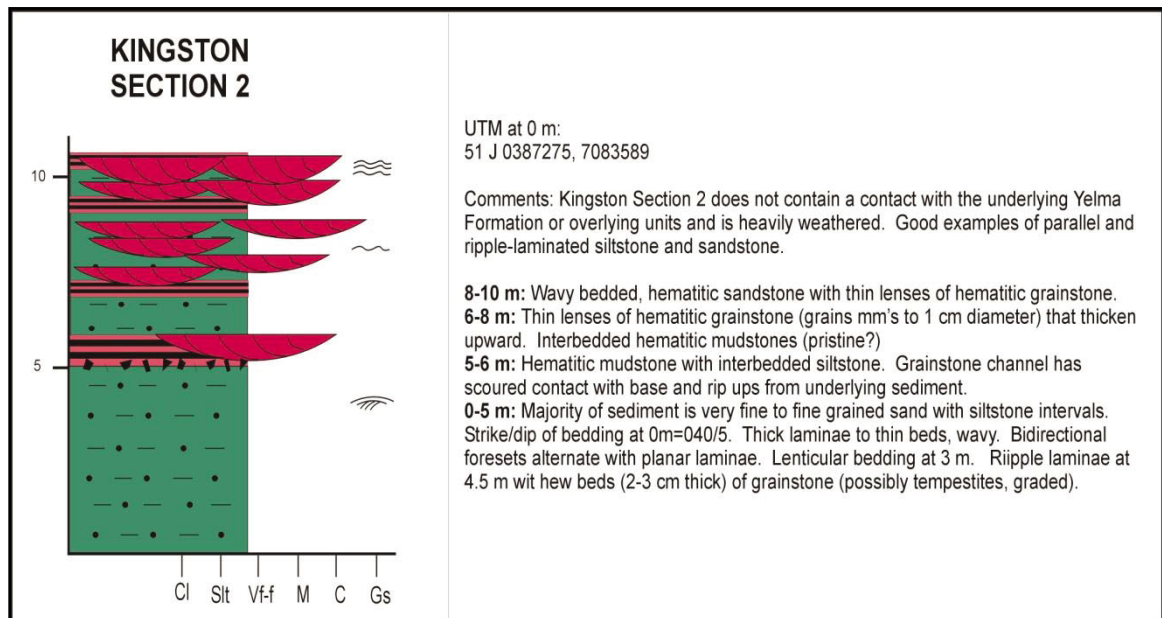 KINGSTON
SECTION 2
10
5
Cl Slt Vf-f M C Gs
UTM at 0 m:
51 J 0387275, 7083589
Comments: Kingston Section 2 does not contain a contact with the underlying Yelma
Formation or overlying units and is heavily weathered. Good examples of parallel and
ripple-laminated siltstone and sandstone.
8-10 m: Wavy bedded, hematitic sandstone with thin lenses of hematitic grainstone.
6-8 m: Thin lenses of hematitic grainstone (grains mm's to 1 cm diameter) that thicken
upward. Interbedded hematitic mudstones (pristine?)
5-6 m: Hematitic mudstone with interbedded siltstone. Grainstone channel has
scoured contact with base and rip ups from underlying sediment.
0-5 m: Majority of sediment is very fine to fine grained sand with siltstone intervals.
Strike/dip of bedding at 0m=040/5. Thick laminae to thin beds, wavy. Bidirectional
foresets alternate with planar laminae. Lenticular bedding at 3 m. Riipple laminae at
4.5 m wit hew beds (2-3 cm thick) of grainstone (possibly tempestites, graded).